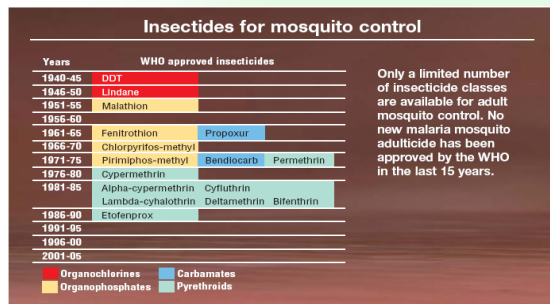 Insectides for mosquito control
Years WHO approved insecticides
1940-45 DDT
1946-50 Lindane
1951-55 Malathion
1956-60
1961-65 Fenitrothion Propoxur
1966-70 Chlorpyrifos-methyl
1971-75 Pirimiphos-methyl Bendiocarb Permethrin
1976-80 Cypermethrin
1981-85 Alpha-cypermethrin Cyfluthrin
Lambda-cyhalothrin Deltamethrin Bifenthrin
1986-90 Etofenprox
1991-95
1996-00
2001-05
Organochlorines Carbamates
Organophosphates Pyrethroids
Only a limited number
of insecticide classes
are available for adult
mosquito control. No
new malaria mosquito
adulticide has been
approved by the WHO
in the last 15 years.